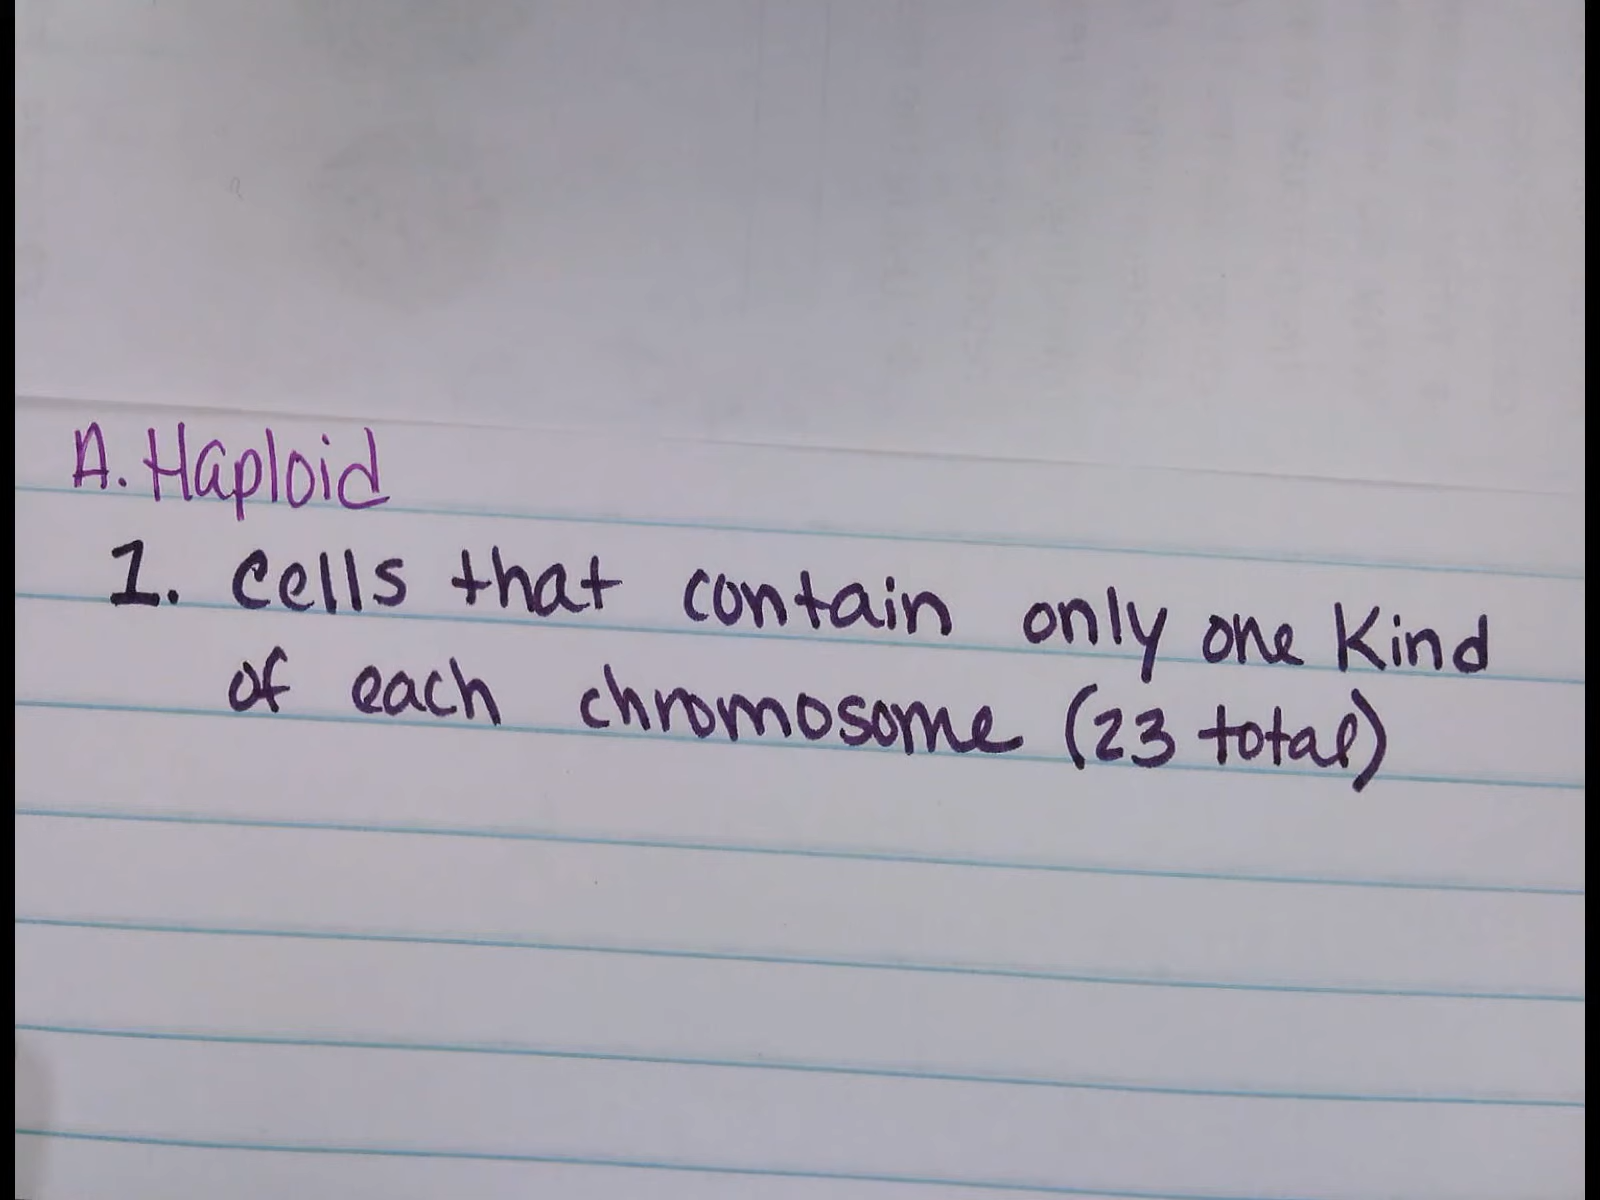 A. Haploid
1. cells that contain only one kind
of each chromosome (23 total)